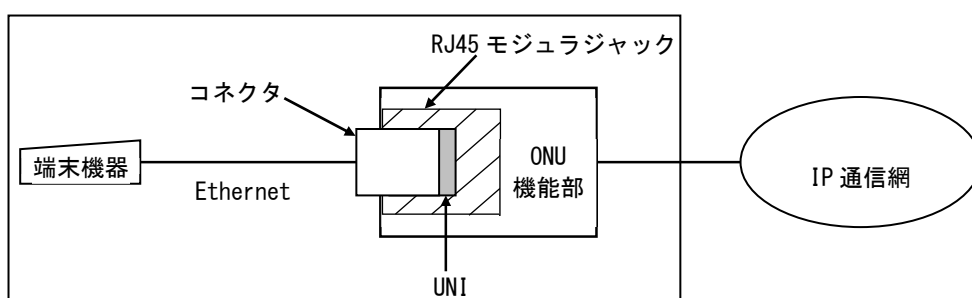 RJ45 モジュラジャック
コネクタ
端末機器
Ethernet
ONU
機能部
IP 通信網
UNI